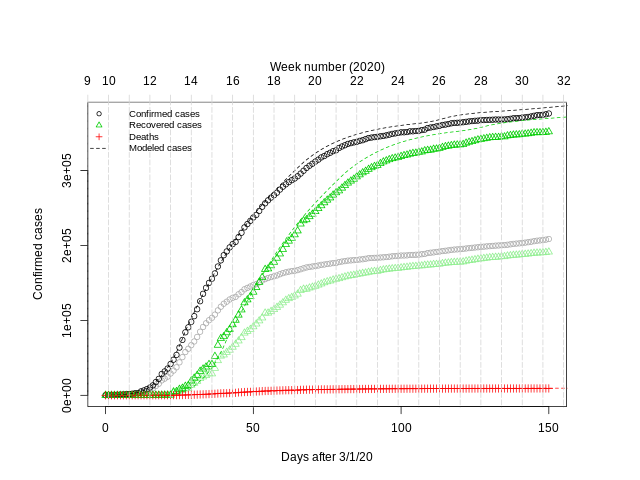 Week number (2020)
9 10 12 14 16 18 20 22 24 26 28 30 32
Confirmed cases
Recovered cases
Deaths
Modeled cases
Confirmed cases
3e+05
2e+05
1e+05
0e+00
0 50 100 150
Days after 3/1/20